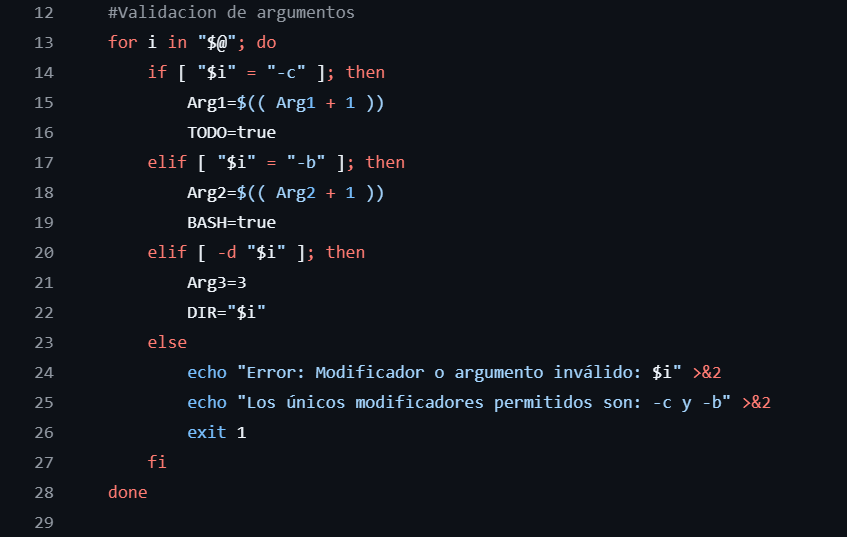 12 #Validacion de argumentos
13 for i in "$@"; do
14 if [ "$i" = "-c" ]; then
15 Arg1=$(( Arg1 + 1 ))
16 TODO=true
17 elif [ "$i" = "-b" ]; then
18 Arg2=$(( Arg2 + 1 ))
19 BASH=true
20 elif [ -d "$i" ]; then
21 Arg3=3
22 DIR="$i"
23 else
24 echo "Error: Modificador o argumento inválido: $i" >&2
25 echo "Los únicos modificadores permitidos son: -c y -b" >&2
26 exit 1
27 fi
28 done
29